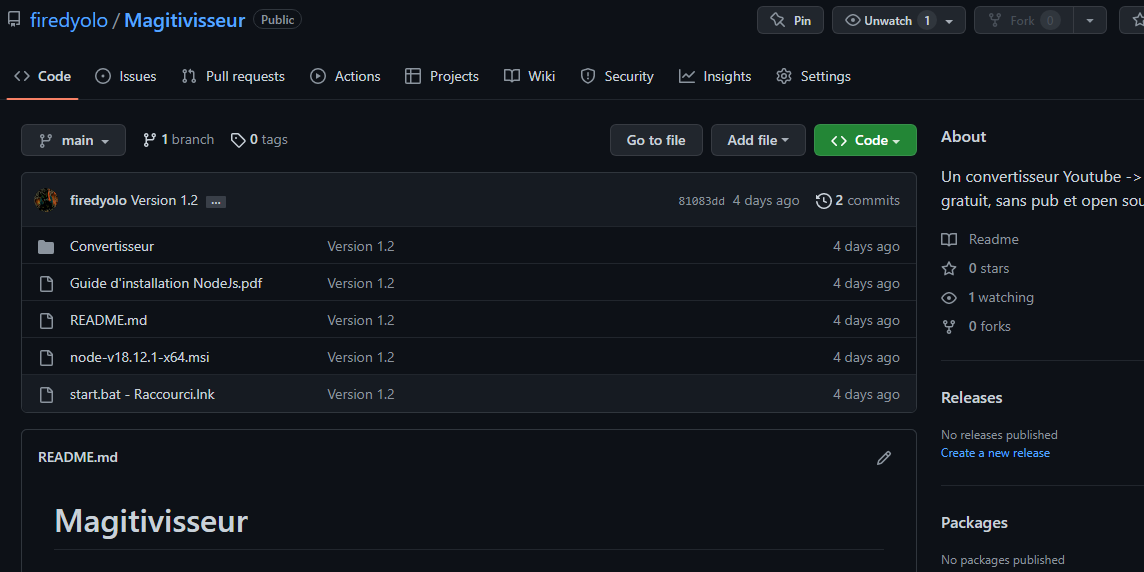 firedyolo / Magitivisseur Public
Pin Unwatch 1 Fork 0
Code Issues Pull requests Actions Projects Wiki Security Insights Settings
main 1 branch 0 tags Go to file Add file Code
firedyolo Version 1.2 ... 81083dd 4 days ago 2 commits
Convertisseur Version 1.2 4 days ago
Guide d'installation NodeJs.pdf Version 1.2 4 days ago
README.md Version 1.2 4 days ago
node-v18.12.1-x64.msi Version 1.2 4 days ago
start.bat - Raccourci.lnk Version 1.2 4 days ago
README.md
Magitivisseur
About
Un convertisseur Youtube ->
gratuit, sans pub et open sou
Readme
0 stars
1 watching
0 forks
Releases
No releases published
Create a new release
Packages
No packages published